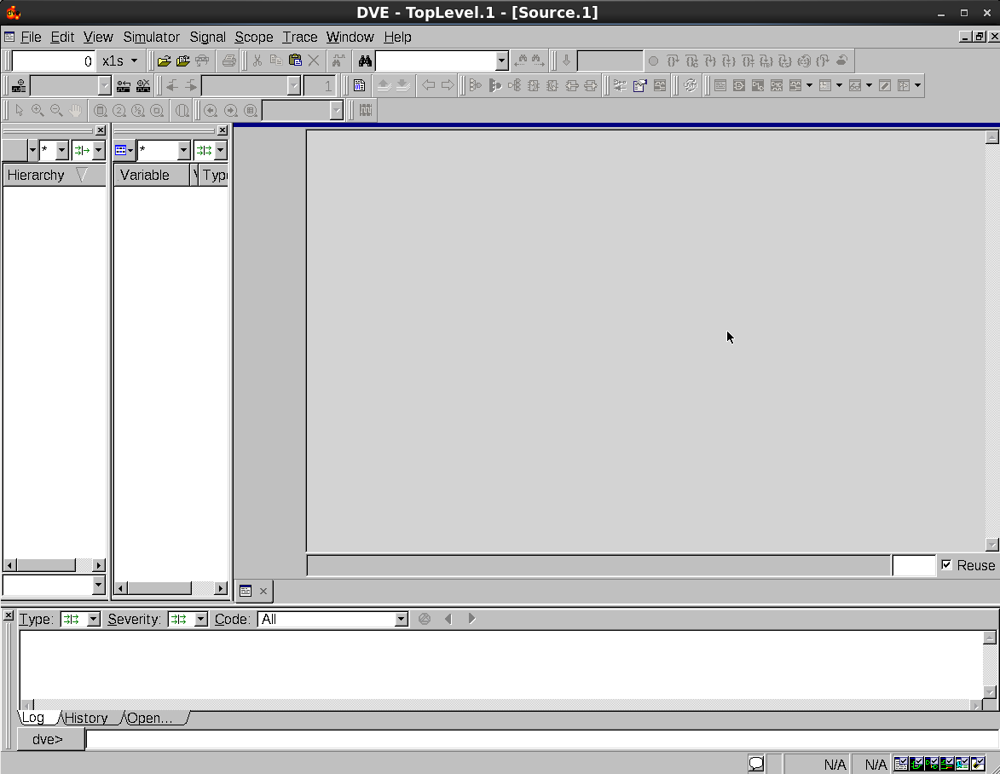 DVE - TopLevel.1 - [Source.1]
File Edit View Simulator Signal Scope Trace Window Help
0 x1s
1
* *
Hierarchy Variable Type
Reuse
Type: Severity: Code: All
Log History Open...
dve>
N/A N/A